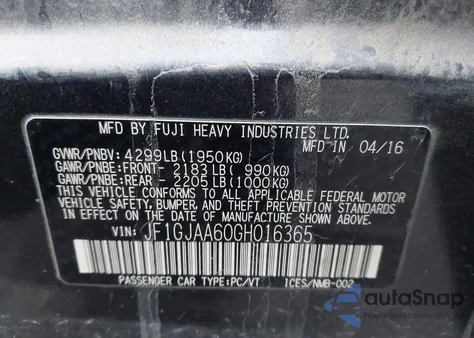 MFD BY FUJI HEAVY INDUSTRIES LTD.
MFD IN 04/16
GVWR/PNBV: 4299LB(1950KG)
GAWR/PNBE:FRONT- 2183LB( 990KG)
GAWR/PNBE:REAR - 2205LB(1000KG)
THIS VEHICLE CONFORMS TO ALL APPLICABLE FEDERAL MOTOR
VEHICLE SAFETY, BUMPER, AND THEFT PREVENTION STANDARDS
IN EFFECT ON THE DATE OF MANUFACTURE SHOWN ABOVE.
VIN: JF1GJAA60GH016365
PASSENGER CAR TYPE:PC/VT ICES/NMB-002
autoSnap